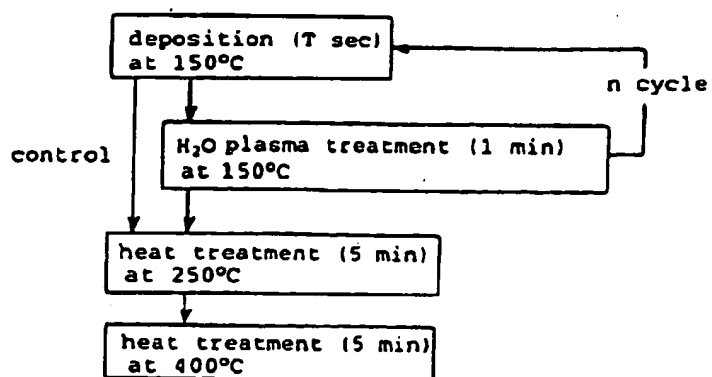 deposition (T sec)
at 150°C
n cycle
H₂O plasma treatment (1 min)
at 150°C
control
heat treatment (5 min)
at 250°C
heat treatment (5 min)
at 400°C